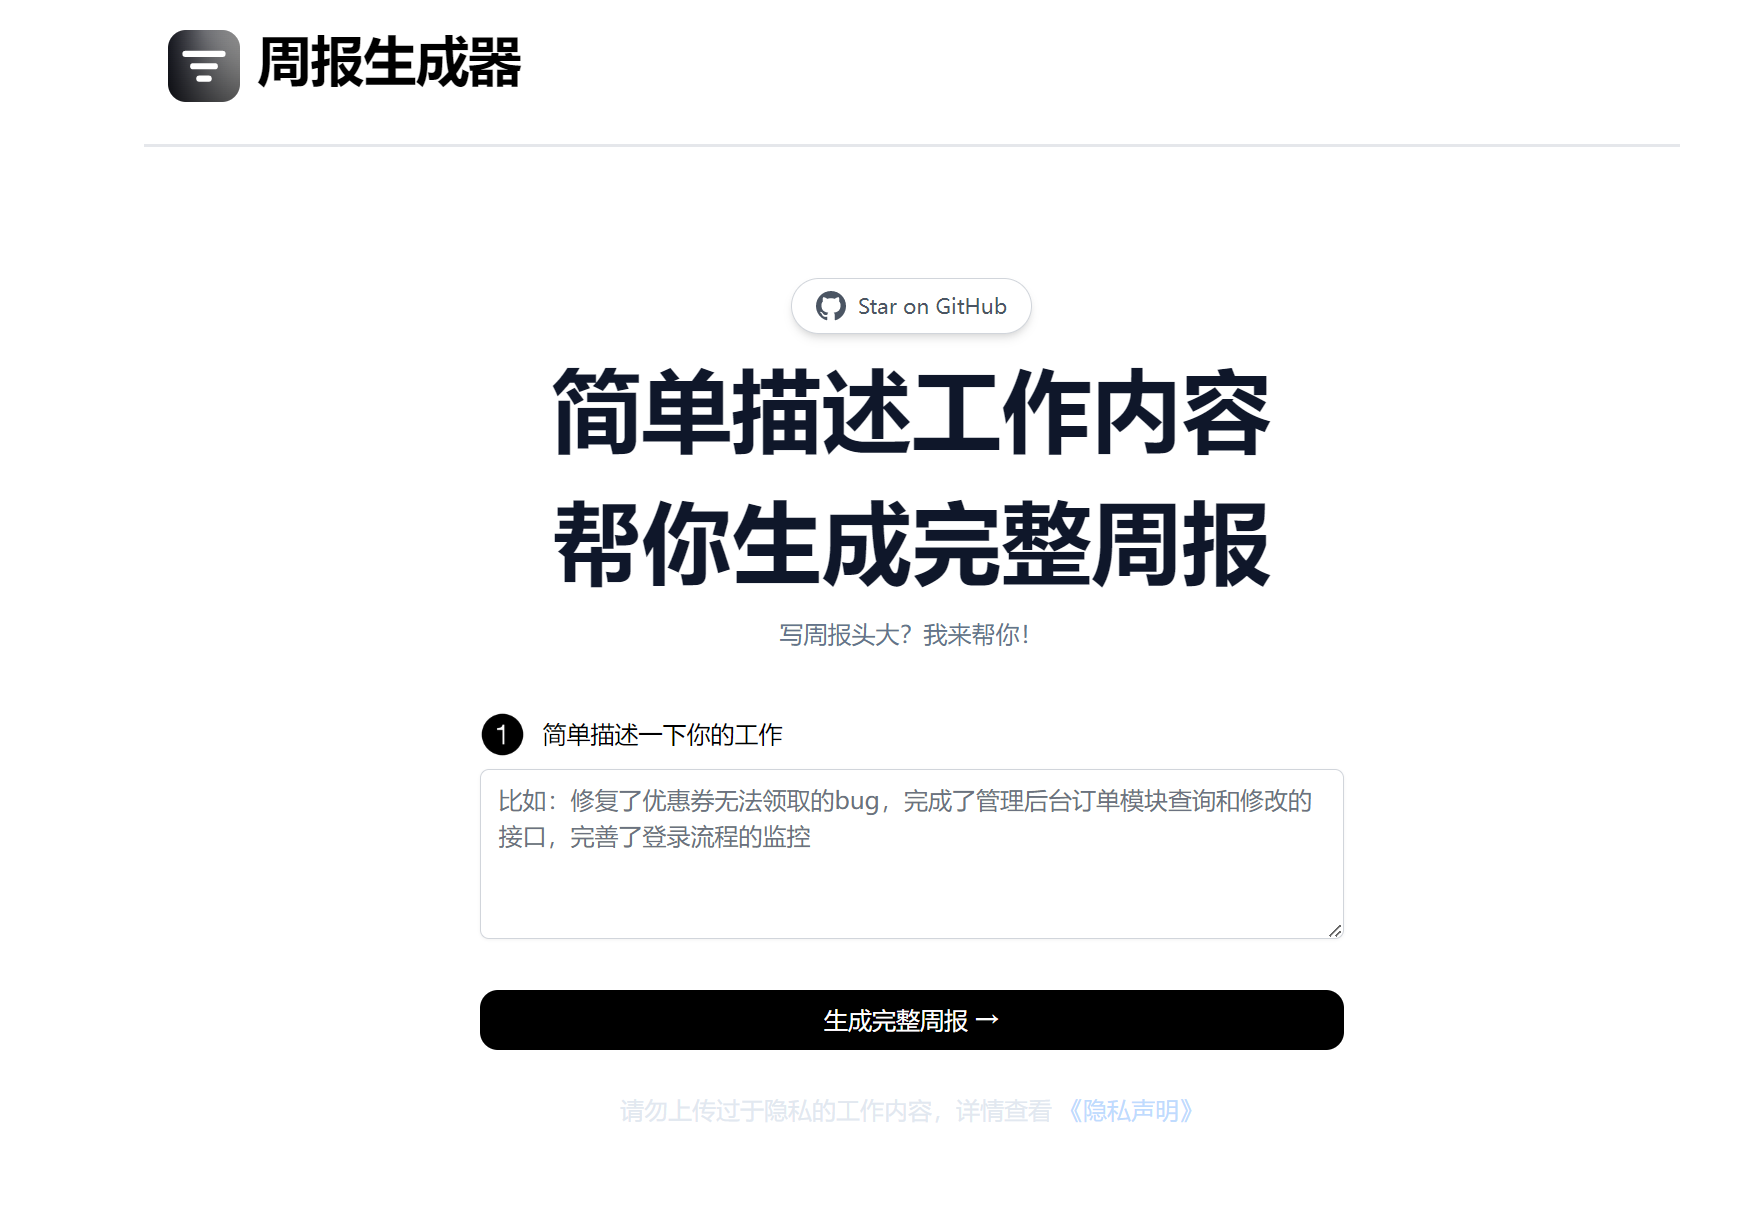 周报生成器
Star on GitHub
简单描述工作内容
帮你生成完整周报
写周报头大？我来帮你！
1 简单描述一下你的工作
比如：修复了优惠券无法领取的bug，完成了管理后台订单模块查询和修改的
接口，完善了登录流程的监控
生成完整周报 →
请勿上传过于隐私的工作内容，详情查看 《隐私声明》